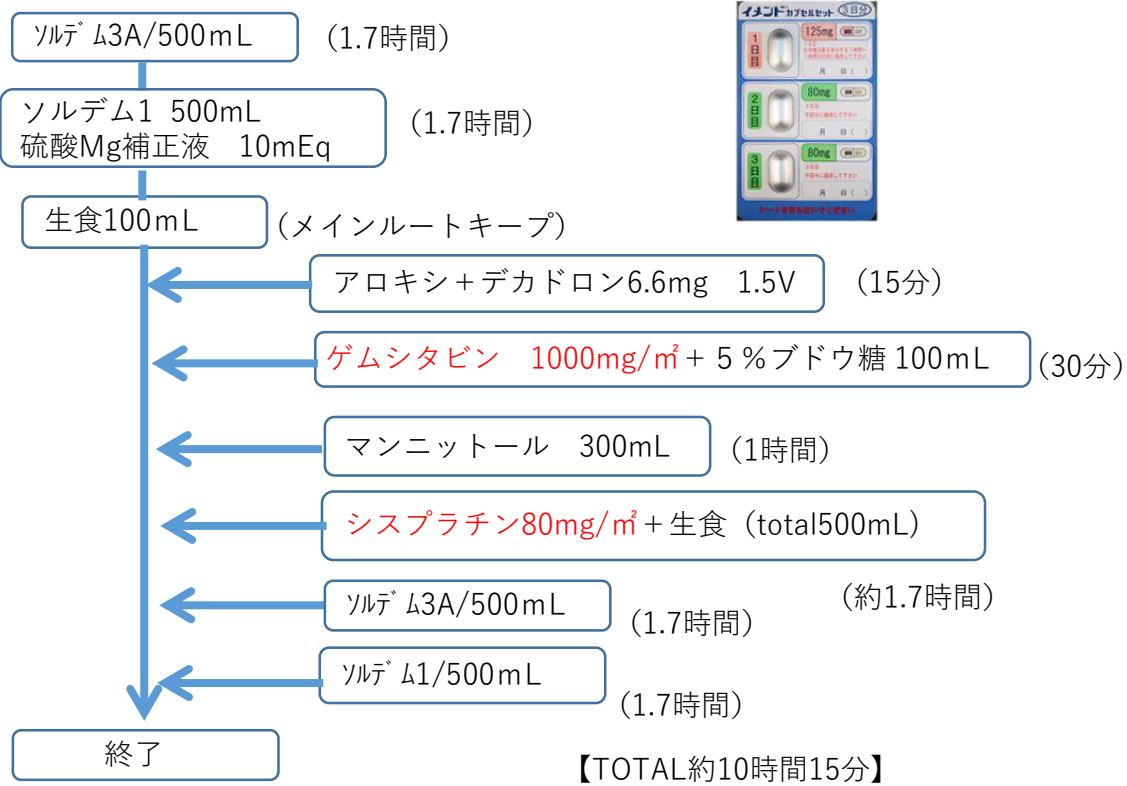 ｿﾙﾃﾞﾑ3A/500mL
(1.7時間)
ソルデム1 500mL
硫酸Mg補正液 10mEq
(1.7時間)
生食100mL
(メインルートキープ)
アロキシ＋デカドロン6.6mg 1.5V
(15分)
ゲムシタビン 1000mg/㎡＋５％ブドウ糖 100mL
(30分)
マンニットール 300mL
(1時間)
シスプラチン80mg/㎡＋生食（total500mL）
(約1.7時間)
ｿﾙﾃﾞﾑ3A/500mL
(1.7時間)
ｿﾙﾃﾞﾑ1/500mL
(1.7時間)
終了
【TOTAL約10時間15分】
イメンドカプセルセット 3日分
1日目
125mg
月 日( )
2日目
80mg
月 日( )
3日目
80mg
月 日( )